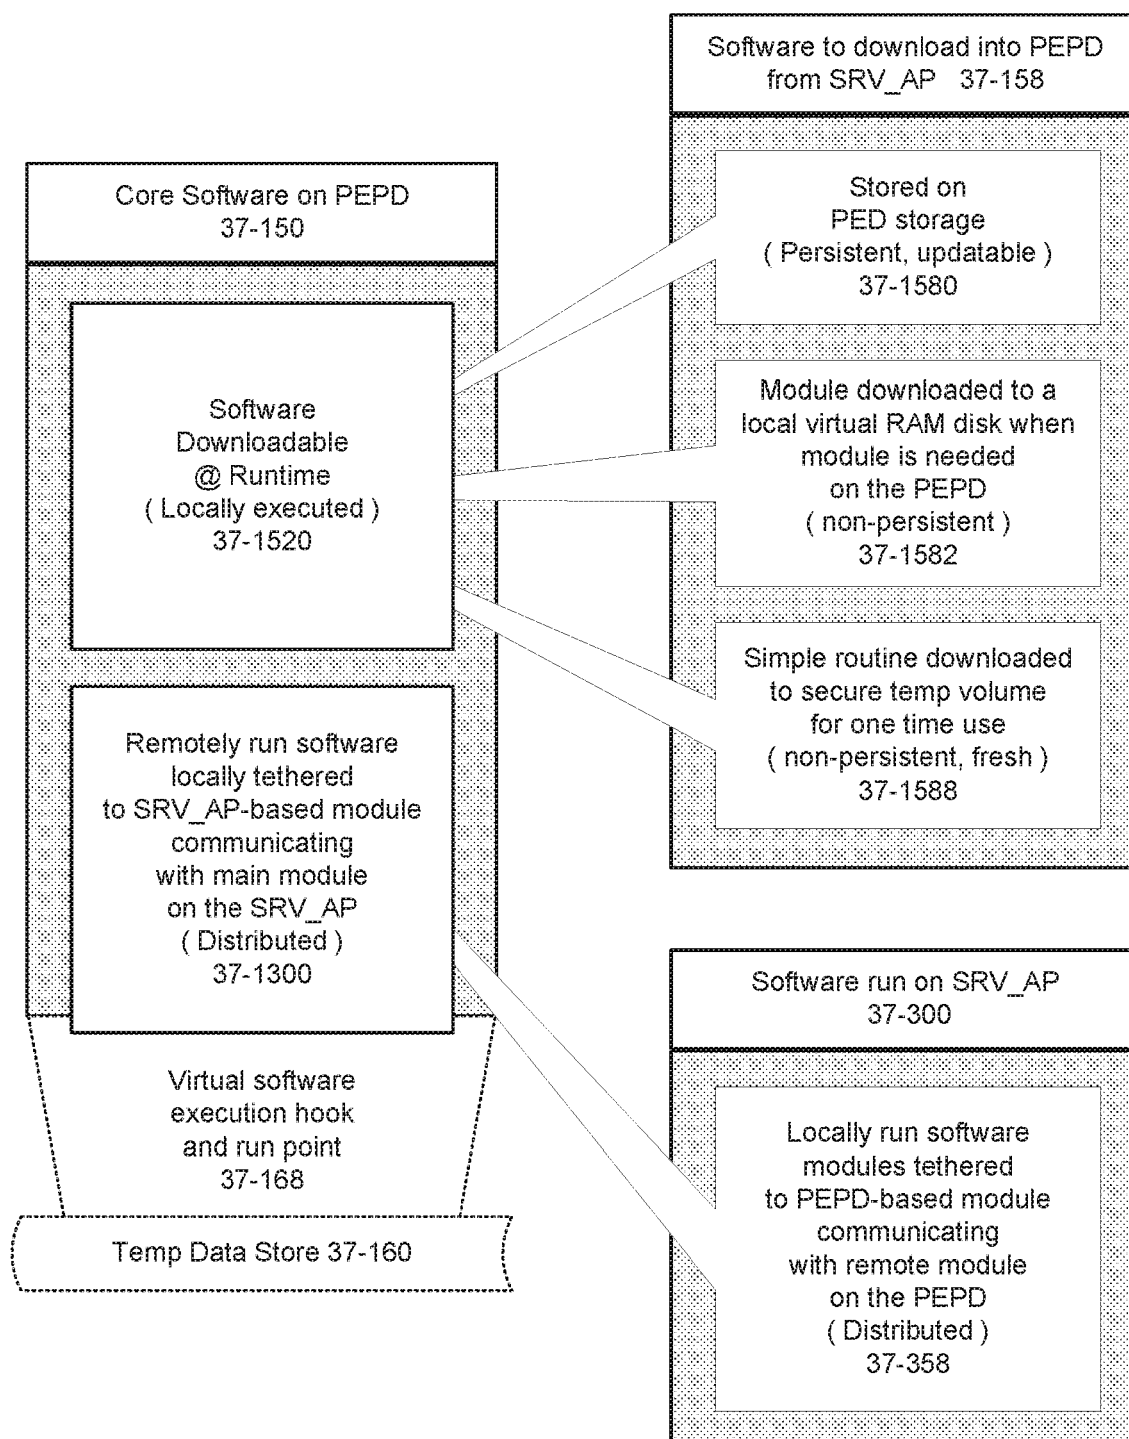 Software to download into PEPD
from SRV_AP 37-158
Stored on
PED storage
( Persistent, updatable )
37-1580
Module downloaded to a
local virtual RAM disk when
module is needed
on the PEPD
( non-persistent )
37-1582
Simple routine downloaded
to secure temp volume
for one time use
( non-persistent, fresh )
37-1588
Core Software on PEPD
37-150
Software
Downloadable
@ Runtime
( Locally executed )
37-1520
Remotely run software
locally tethered
to SRV_AP-based module
communicating
with main module
on the SRV_AP
( Distributed )
37-1300
Virtual software
execution hook
and run point
37-168
Temp Data Store 37-160
Software run on SRV_AP
37-300
Locally run software
modules tethered
to PEPD-based module
communicating
with remote module
on the PEPD
( Distributed )
37-358